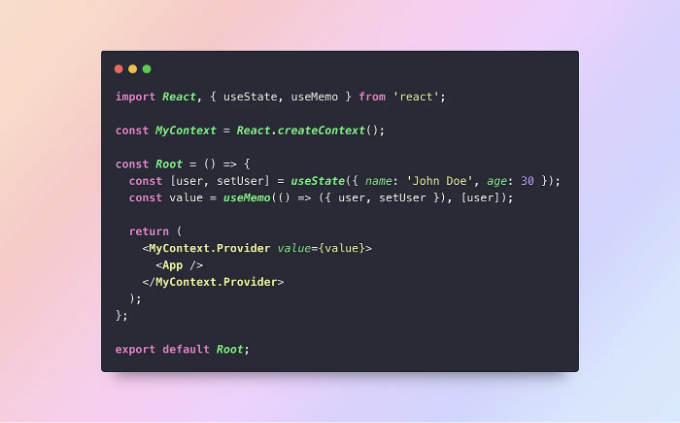 import React, { useState, useMemo } from 'react';
const MyContext = React.createContext();
const Root = () => {
const [user, setUser] = useState({ name: 'John Doe', age: 30 });
const value = useMemo(() => ({ user, setUser }), [user]);
return (
<MyContext.Provider value={value}>
<App />
</MyContext.Provider>
);
};
export default Root;